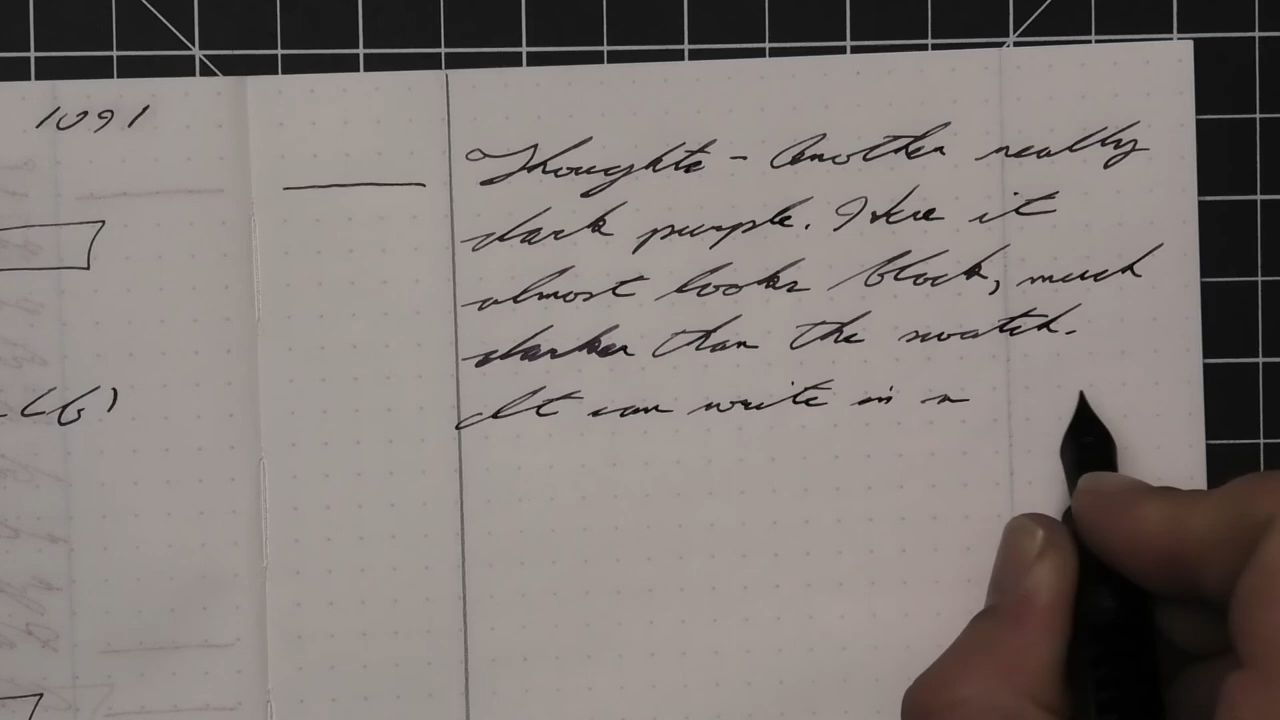 1091
Thoughts - Another really
dark purple. Here it
almost looks black, much
darker than the swatch.
It can write in a